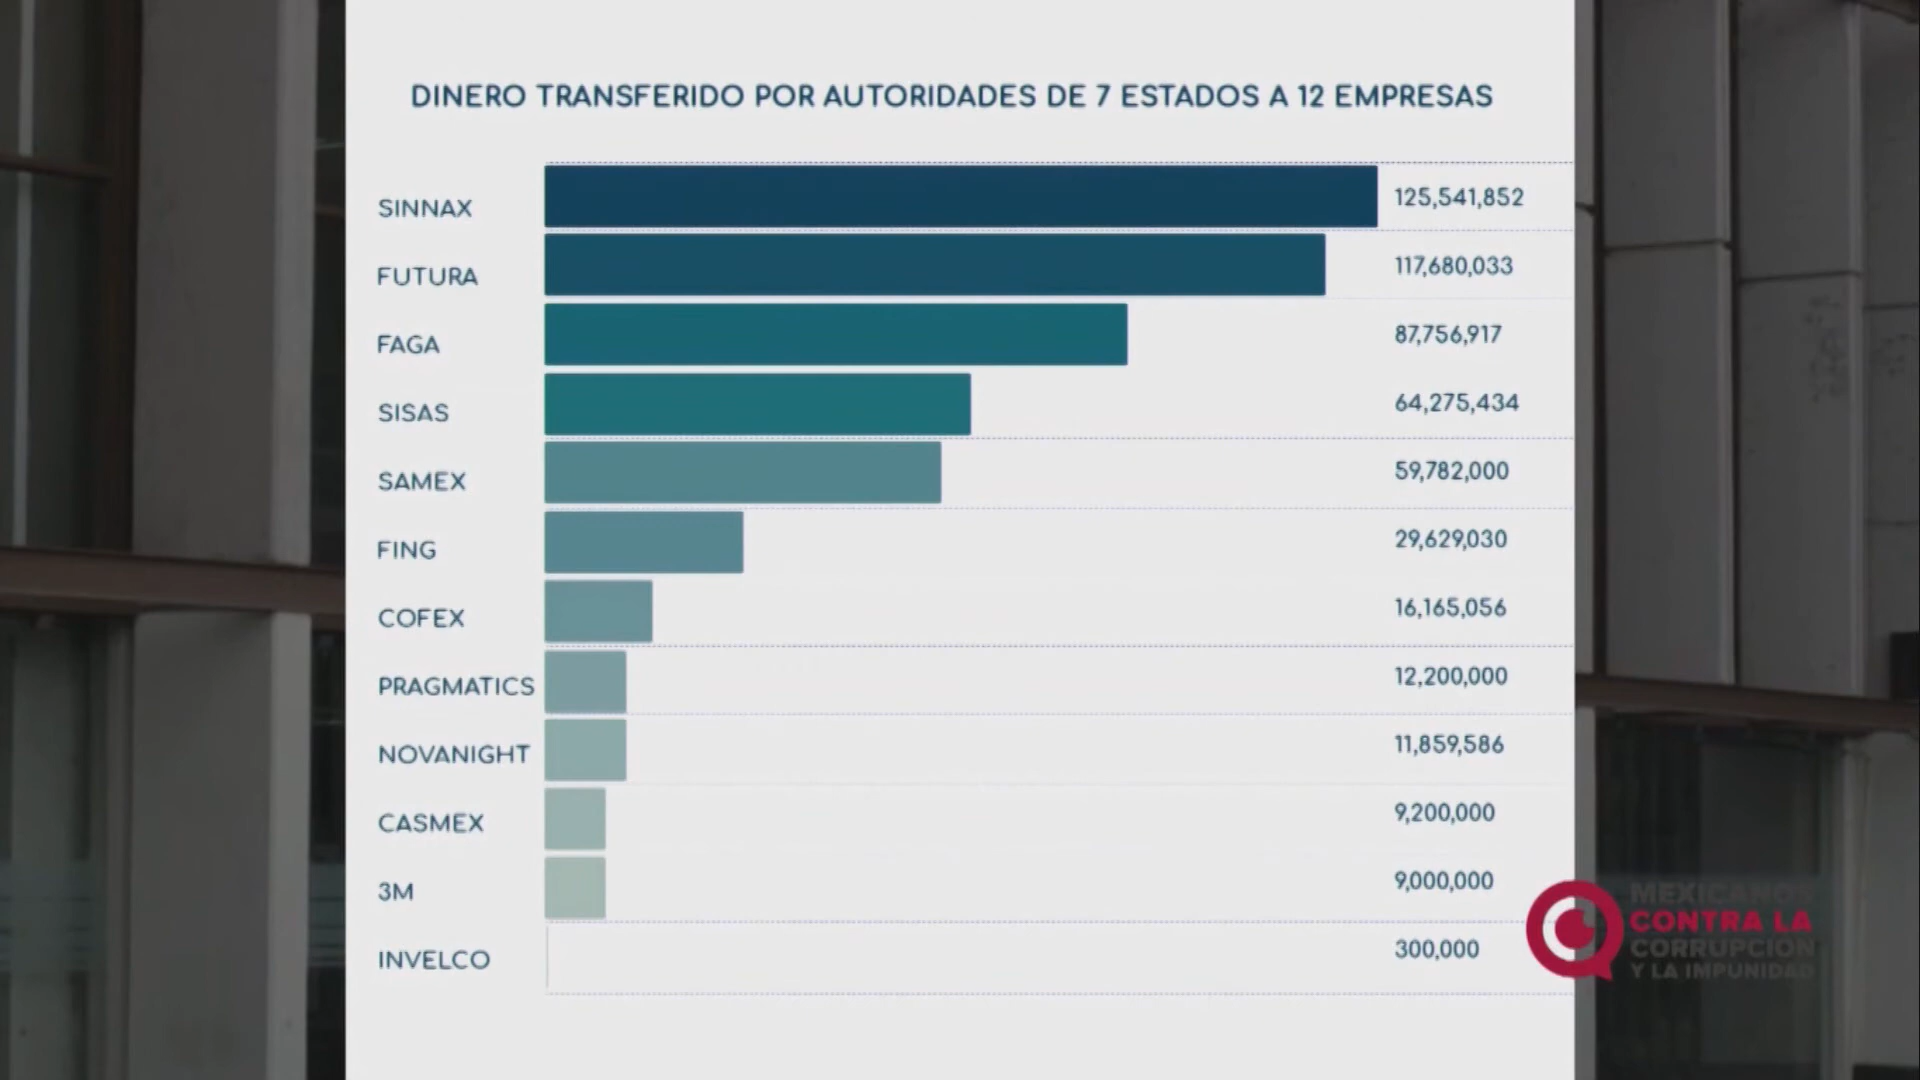 DINERO TRANSFERIDO POR AUTORIDADES DE 7 ESTADOS A 12 EMPRESAS
SINNAX 125,541,852
FUTURA 117,680,033
FAGA 87,756,917
SISAS 64,275,434
SAMEX 59,782,000
FING 29,629,030
COFEX 16,165,056
PRAGMATICS 12,200,000
NOVANIGHT 11,859,586
CASMEX 9,200,000
3M 9,000,000
INVELCO 300,000
MEXICANOS
CONTRA LA
CORRUPCIÓN
Y LA IMPUNIDAD